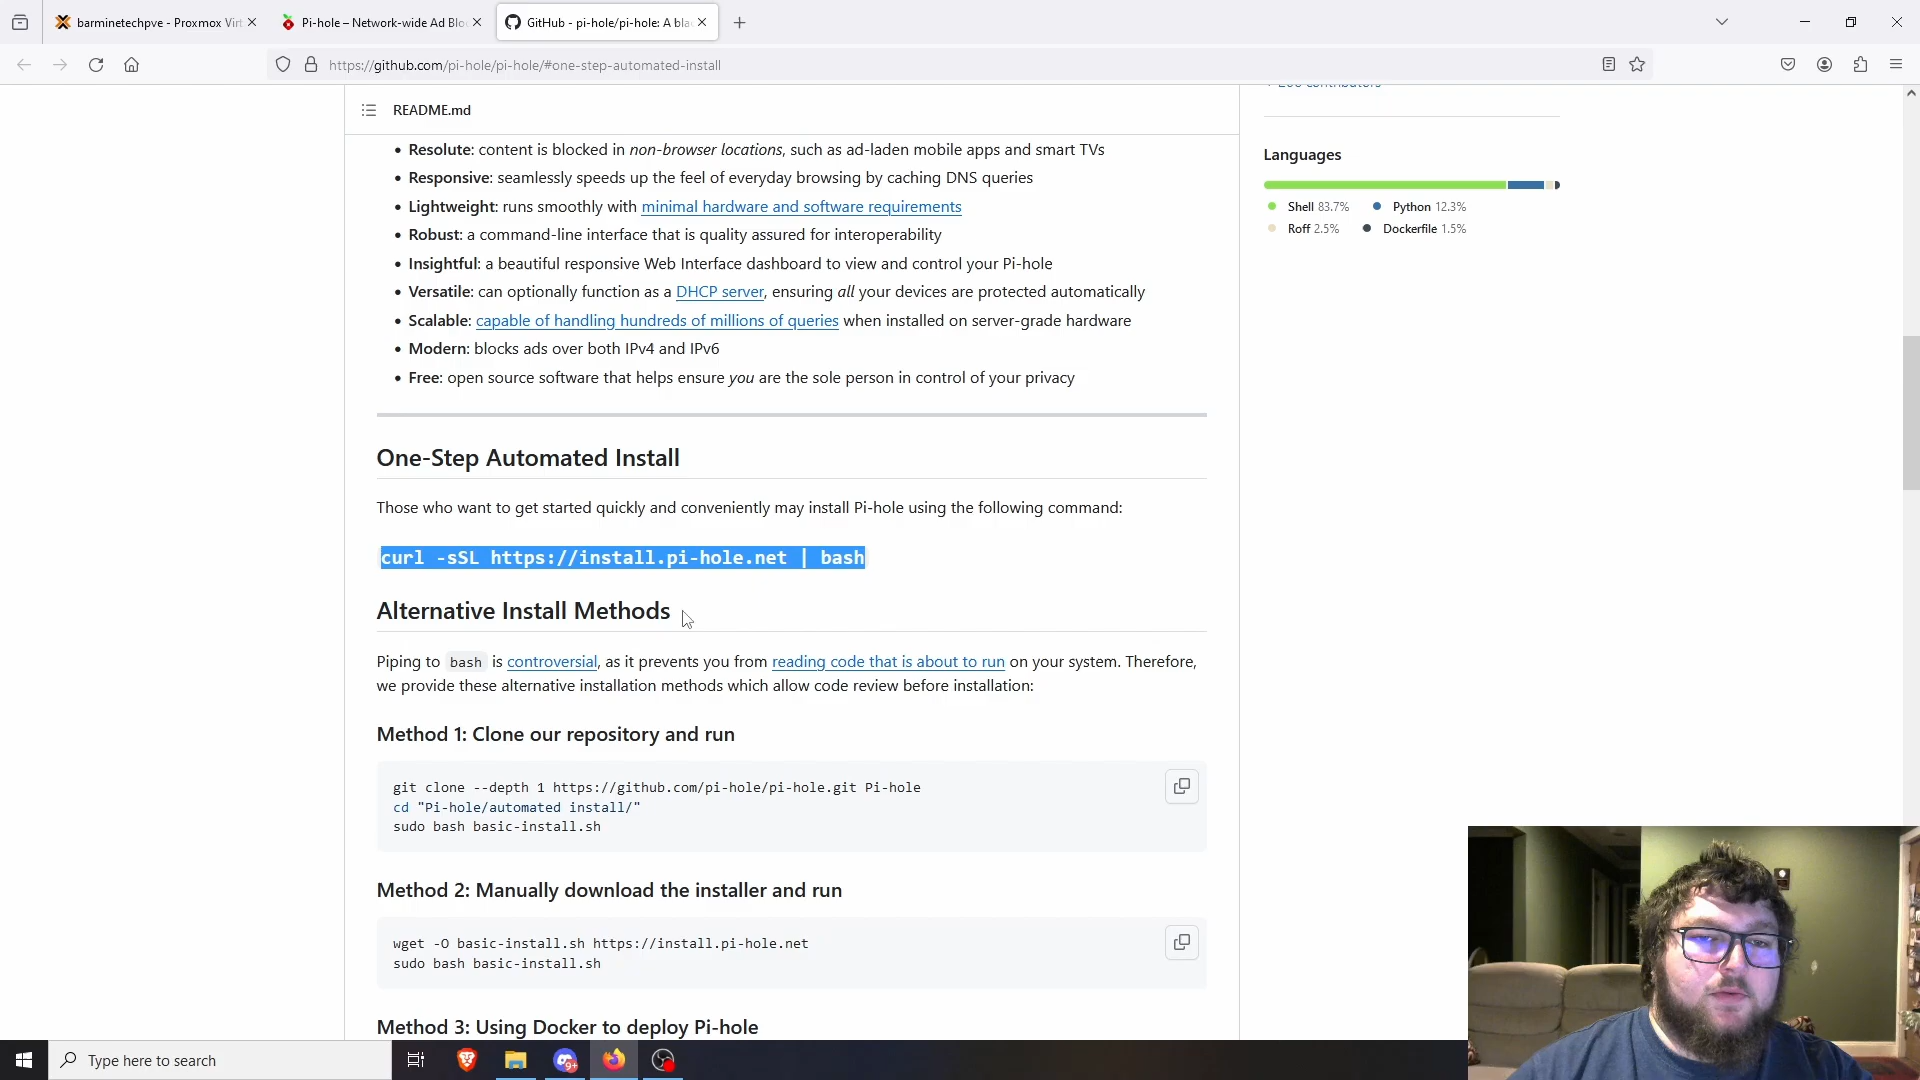 barminetechpve - Proxmox Virt
Pi-hole – Network-wide Ad Blo
GitHub - pi-hole/pi-hole: A bla
https://github.com/pi-hole/pi-hole/#one-step-automated-install
README.md
Resolute: content is blocked in non-browser locations, such as ad-laden mobile apps and smart TVs
Responsive: seamlessly speeds up the feel of everyday browsing by caching DNS queries
Lightweight: runs smoothly with minimal hardware and software requirements
Robust: a command-line interface that is quality assured for interoperability
Insightful: a beautiful responsive Web Interface dashboard to view and control your Pi-hole
Versatile: can optionally function as a DHCP server, ensuring all your devices are protected automatically
Scalable: capable of handling hundreds of millions of queries when installed on server-grade hardware
Modern: blocks ads over both IPv4 and IPv6
Free: open source software that helps ensure you are the sole person in control of your privacy
Languages
Shell 83.7% Python 12.3%
Roff 2.5% Dockerfile 1.5%
One-Step Automated Install
Those who want to get started quickly and conveniently may install Pi-hole using the following command:
curl -sSL https://install.pi-hole.net | bash
Alternative Install Methods
Piping to bash is controversial, as it prevents you from reading code that is about to run on your system. Therefore,
we provide these alternative installation methods which allow code review before installation:
Method 1: Clone our repository and run
git clone --depth 1 https://github.com/pi-hole/pi-hole.git Pi-hole
cd "Pi-hole/automated install/"
sudo bash basic-install.sh
Method 2: Manually download the installer and run
wget -O basic-install.sh https://install.pi-hole.net
sudo bash basic-install.sh
Method 3: Using Docker to deploy Pi-hole
Type here to search
9+